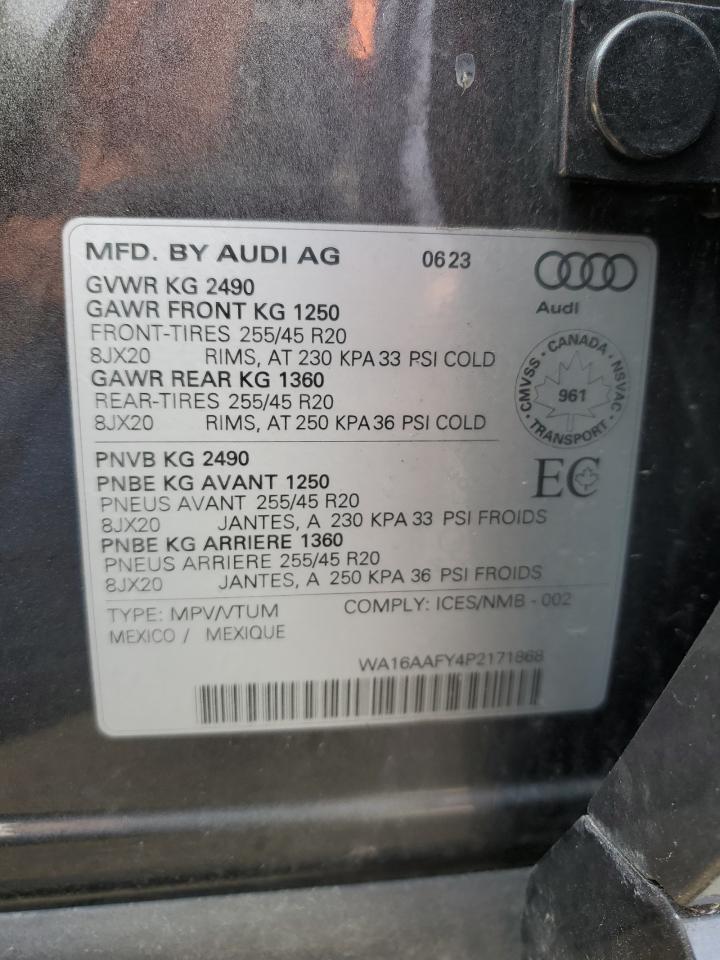 MFD. BY AUDI AG 0623
GVWR KG 2490
GAWR FRONT KG 1250
Audi
FRONT-TIRES 255/45 R20
8JX20 RIMS, AT 230 KPA 33 PSI COLD
GAWR REAR KG 1360
REAR-TIRES 255/45 R20
8JX20 RIMS, AT 250 KPA 36 PSI COLD
CMVSS · CANADA · NSVAC · TRANSPORT ·
961
PNVB KG 2490
PNBE KG AVANT 1250
EC
PNEUS AVANT 255/45 R20
8JX20 JANTES, A 230 KPA 33 PSI FROIDS
PNBE KG ARRIERE 1360
PNEUS ARRIERE 255/45 R20
8JX20 JANTES, A 250 KPA 36 PSI FROIDS
TYPE: MPV/VTUM COMPLY: ICES/NMB - 002
MEXICO / MEXIQUE
WA16AAFY4P2171868